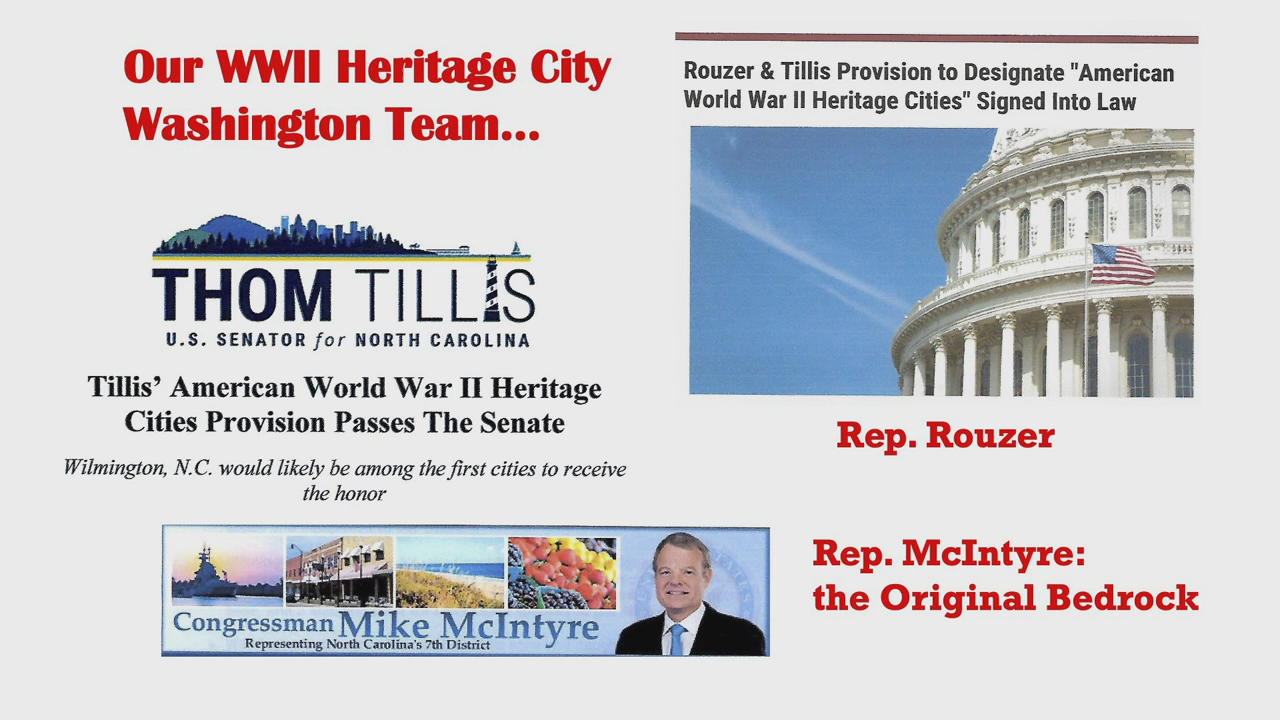 Our WWII Heritage City
Washington Team...
THOM TILLIS
U.S. SENATOR for NORTH CAROLINA
Tillis’ American World War II Heritage
Cities Provision Passes The Senate
Wilmington, N.C. would likely be among the first cities to receive
the honor
Rouzer & Tillis Provision to Designate "American
World War II Heritage Cities" Signed Into Law
Rep. Rouzer
Congressman Mike McIntyre
Representing North Carolina's 7th District
Rep. McIntyre:
the Original Bedrock